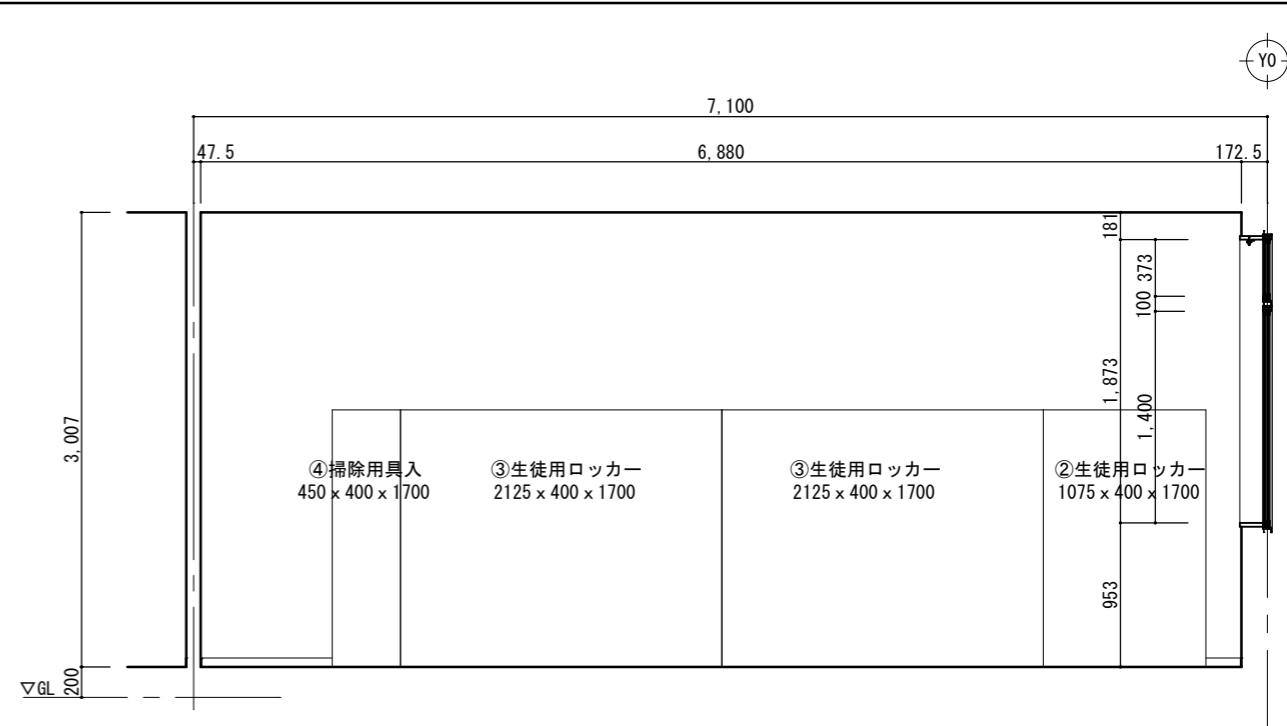 Y0
7,100
47.5
6,880
172.5
181
373
100
1,873
1,400
3,007
④掃除用具入
450 x 400 x 1700
③生徒用ロッカー
2125 x 400 x 1700
③生徒用ロッカー
2125 x 400 x 1700
②生徒用ロッカー
1075 x 400 x 1700
953
▽GL
200